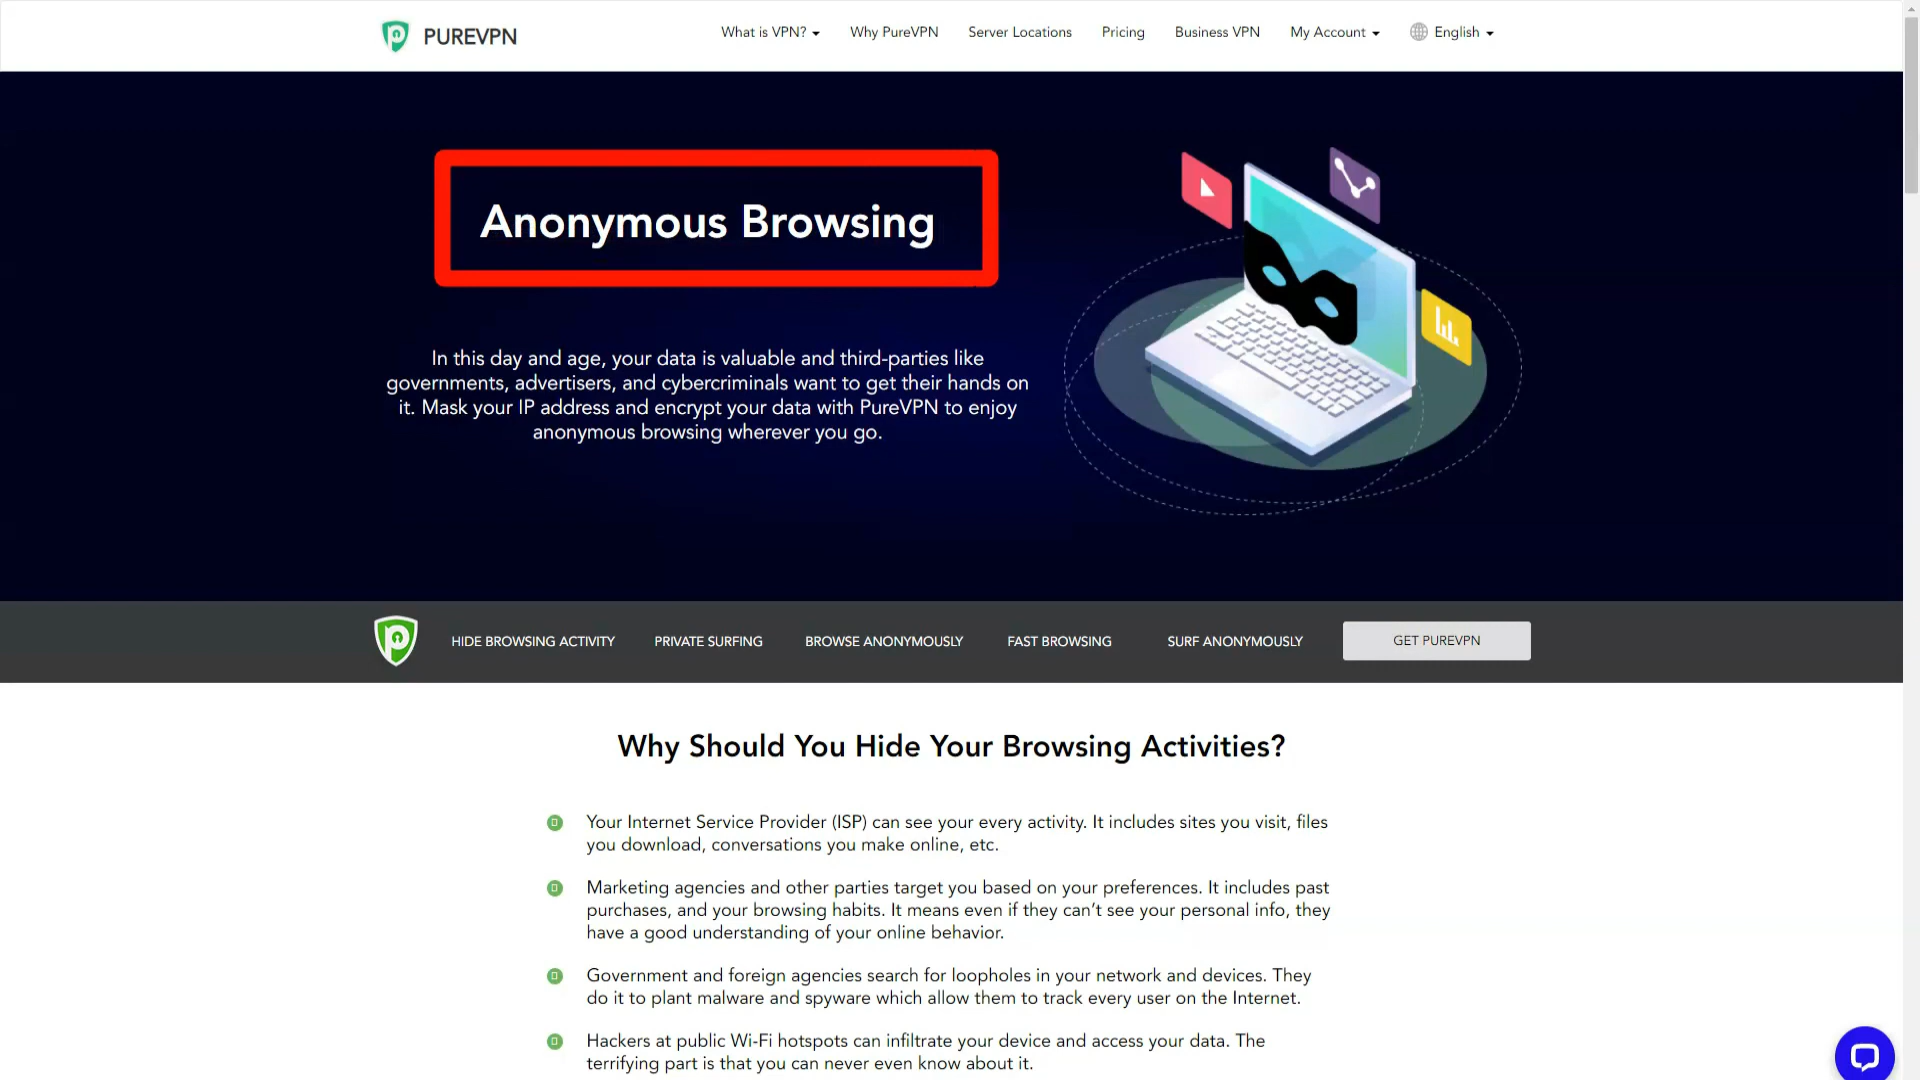 PUREVPN
What is VPN?
Why PureVPN
Server Locations
Pricing
Business VPN
My Account
English
Anonymous Browsing
In this day and age, your data is valuable and third-parties like
governments, advertisers, and cybercriminals want to get their hands on
it. Mask your IP address and encrypt your data with PureVPN to enjoy
anonymous browsing wherever you go.
HIDE BROWSING ACTIVITY
PRIVATE SURFING
BROWSE ANONYMOUSLY
FAST BROWSING
SURF ANONYMOUSLY
GET PUREVPN
Why Should You Hide Your Browsing Activities?
Your Internet Service Provider (ISP) can see your every activity. It includes sites you visit, files
you download, conversations you make online, etc.
Marketing agencies and other parties target you based on your preferences. It includes past
purchases, and your browsing habits. It means even if they can’t see your personal info, they
have a good understanding of your online behavior.
Government and foreign agencies search for loopholes in your network and devices. They
do it to plant malware and spyware which allow them to track every user on the Internet.
Hackers at public Wi-Fi hotspots can infiltrate your device and access your data. The
terrifying part is that you can never even know about it.